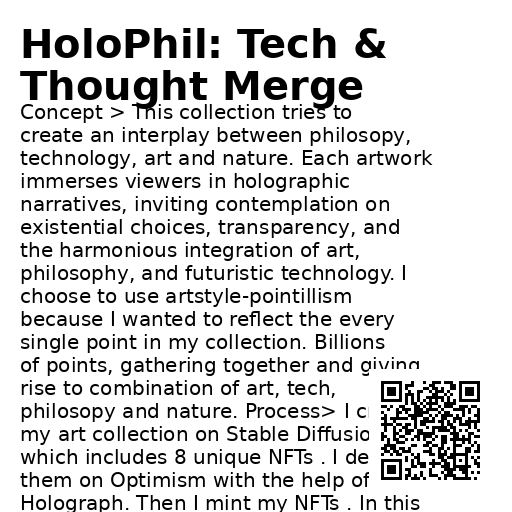 HoloPhil: Tech &
Thought Merge
Concept > This collection tries to
create an interplay between philosopy,
technology, art and nature. Each artwork
immerses viewers in holographic
narratives, inviting contemplation on
existential choices, transparency, and
the harmonious integration of art,
philosophy, and futuristic technology. I
choose to use artstyle-pointillism
because I wanted to reflect the every
single point in my collection. Billions
of points, gathering together and giving
rise to combination of art, tech,
philosopy and nature. Process> I
my art collection on Stable
which includes 8 unique NFTs . I
them on Optimism with the help of
Holograph. Then I mint my NFTs . In this